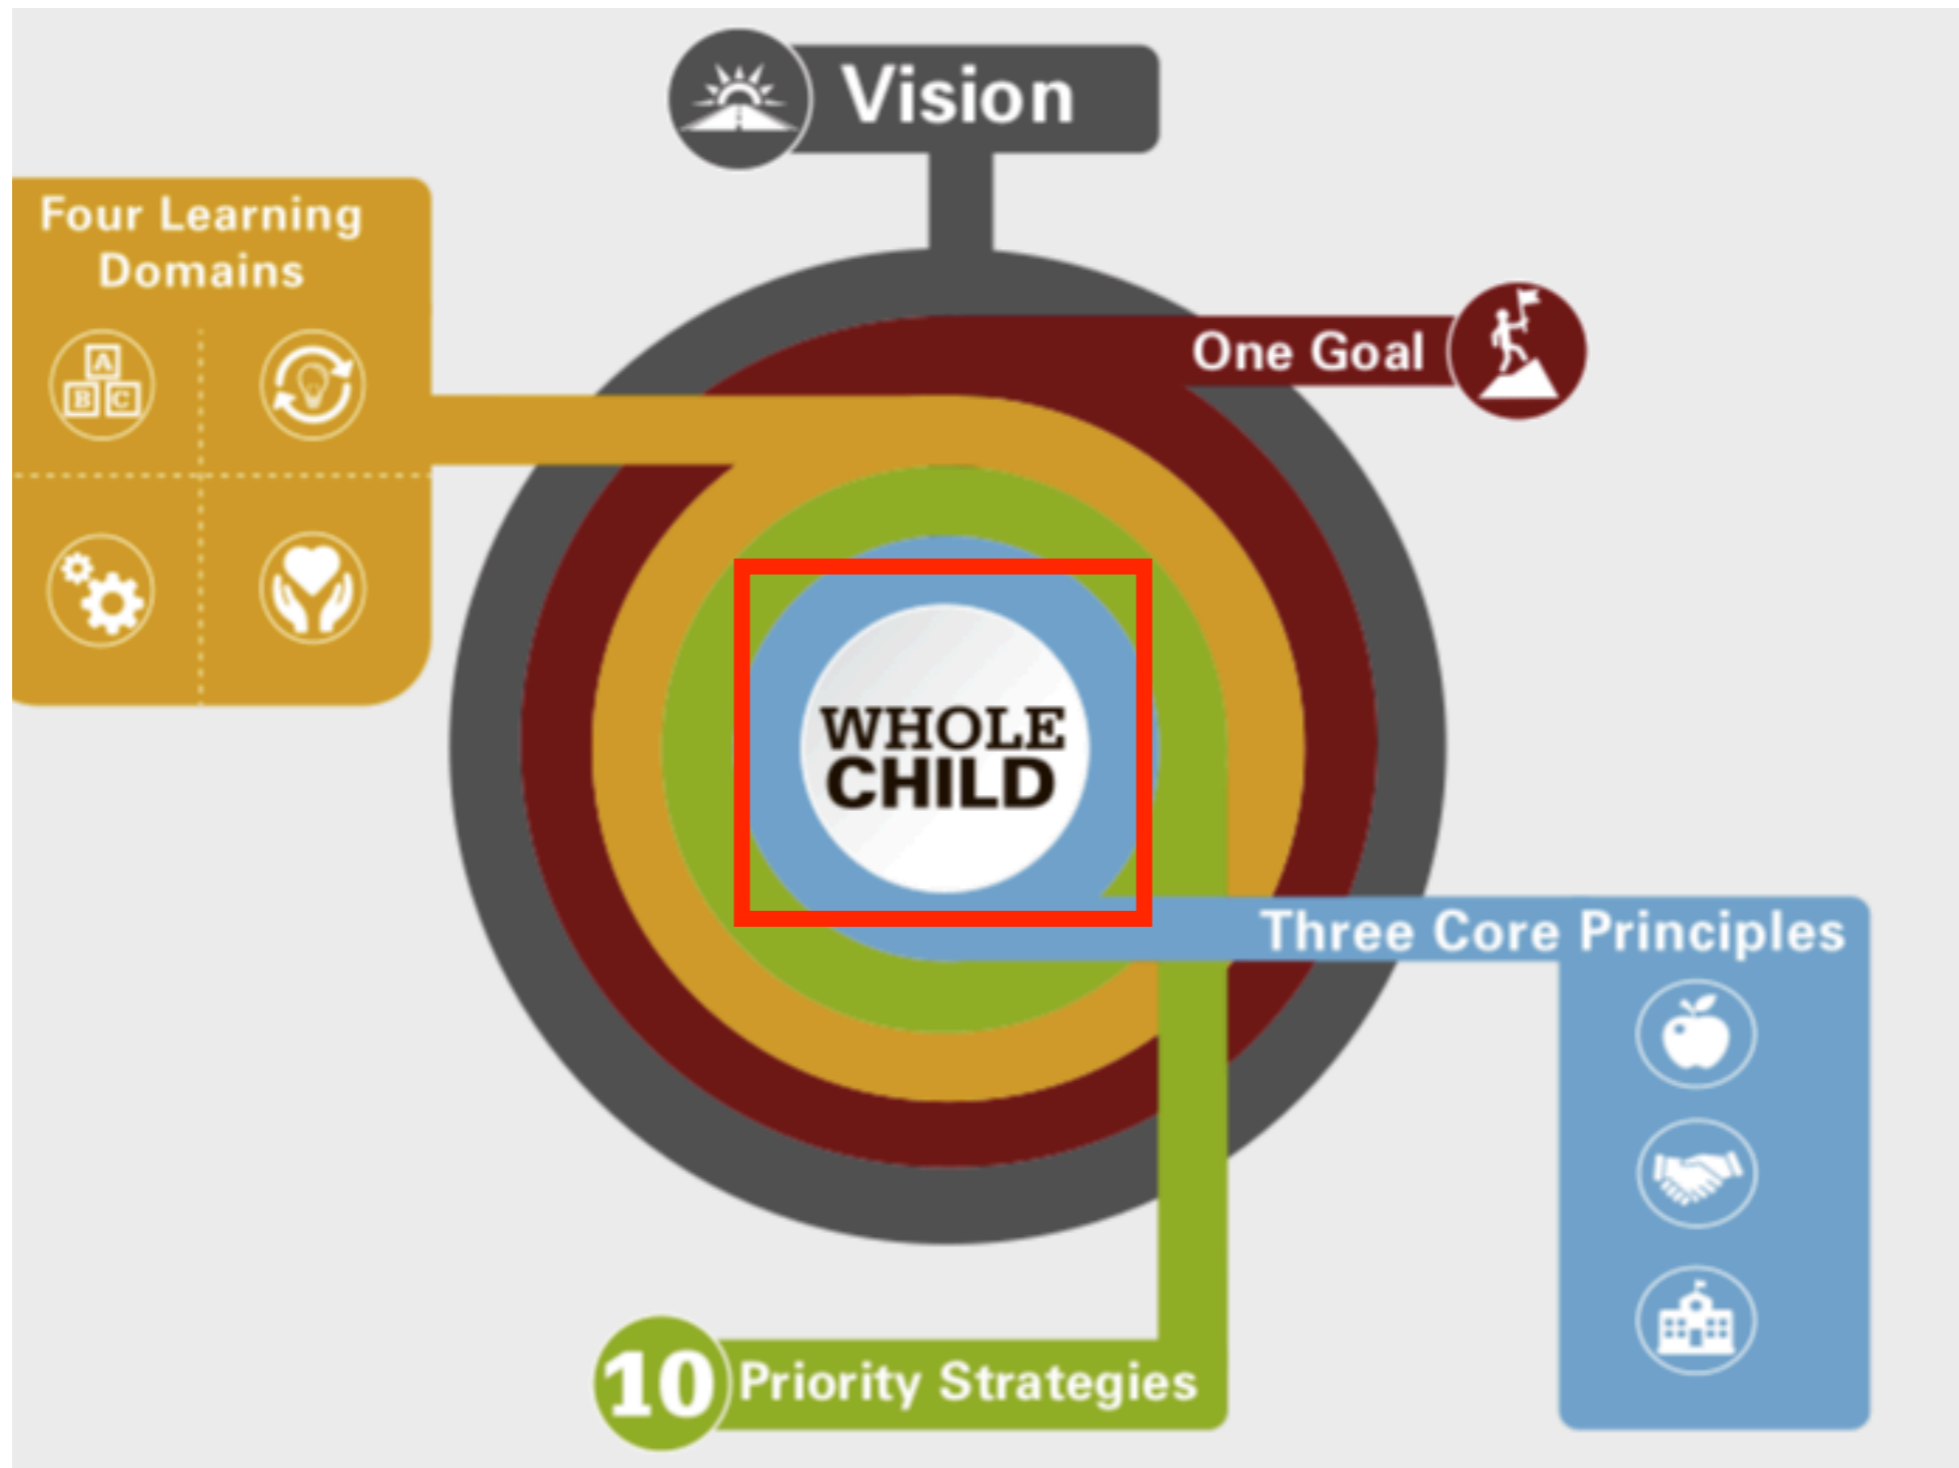 Vision
Four Learning
Domains
A
B C
One Goal
WHOLE
CHILD
Three Core Principles
10 Priority Strategies